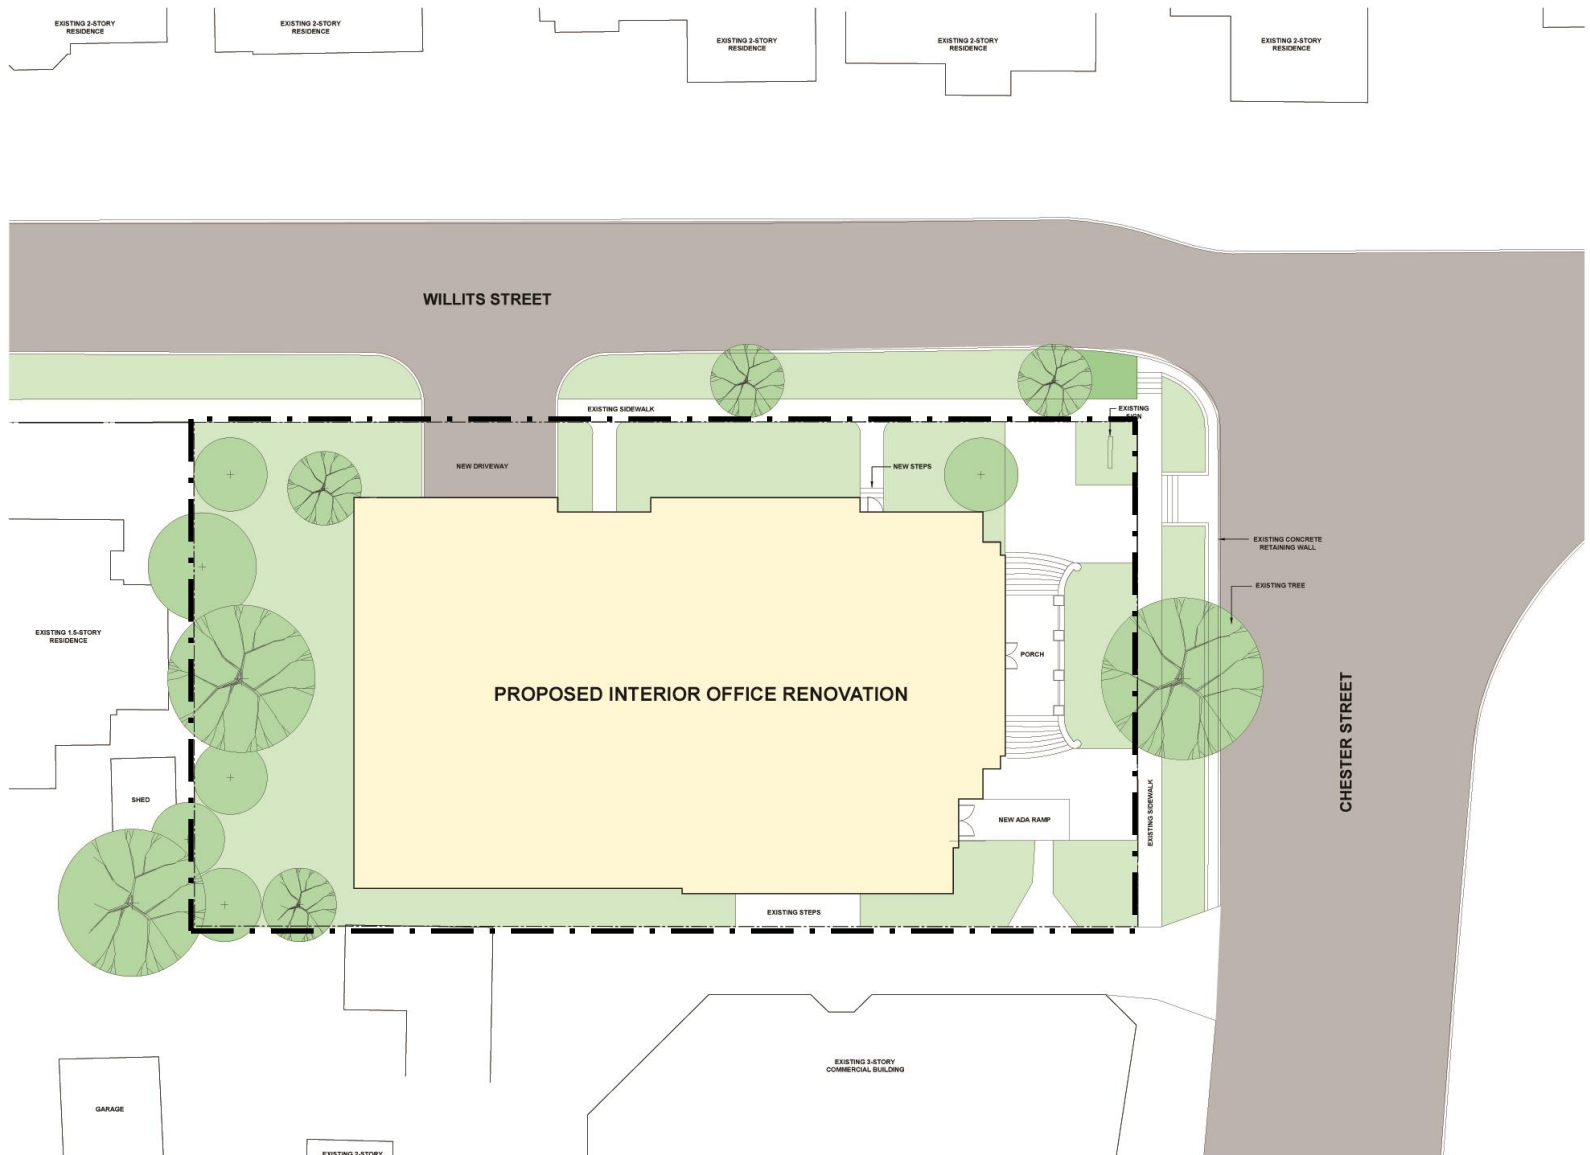 EXISTING 2-STORY
RESIDENCE
EXISTING 2-STORY
RESIDENCE
EXISTING 2-STORY
RESIDENCE
EXISTING 2-STORY
RESIDENCE
EXISTING 2-STORY
RESIDENCE
WILLITS STREET
EXISTING SIDEWALK
EXISTING
SIGN
NEW DRIVEWAY
NEW STEPS
EXISTING CONCRETE
RETAINING WALL
EXISTING TREE
EXISTING 1.5-STORY
RESIDENCE
PORCH
PROPOSED INTERIOR OFFICE RENOVATION
CHESTER STREET
SHED
NEW ADA RAMP
EXISTING SIDEWALK
EXISTING STEPS
EXISTING 3-STORY
COMMERCIAL BUILDING
GARAGE
EXISTING 2-STORY